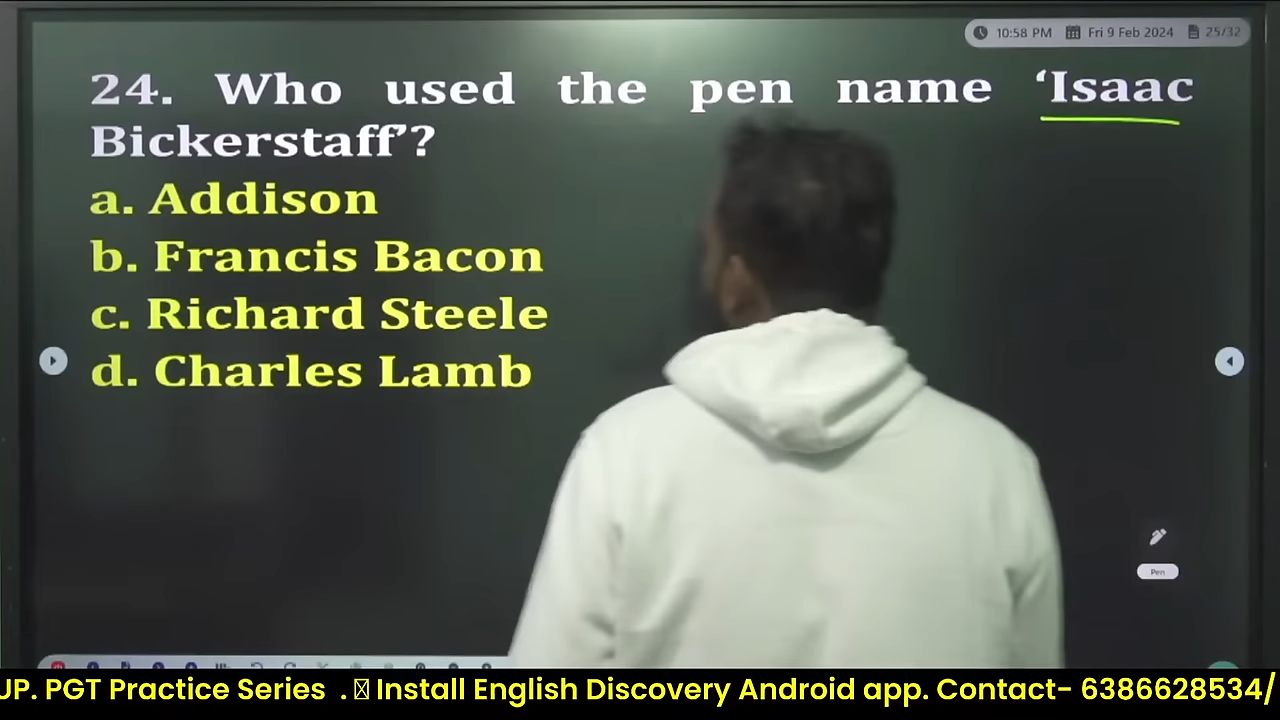 10:58 PM Fri 9 Feb 2024 25/32
24. Who used the pen name ‘Isaac
Bickerstaff’?
a. Addison
b. Francis Bacon
c. Richard Steele
d. Charles Lamb
Pen
UP. PGT Practice Series . Install English Discovery Android app. Contact- 6386628534/